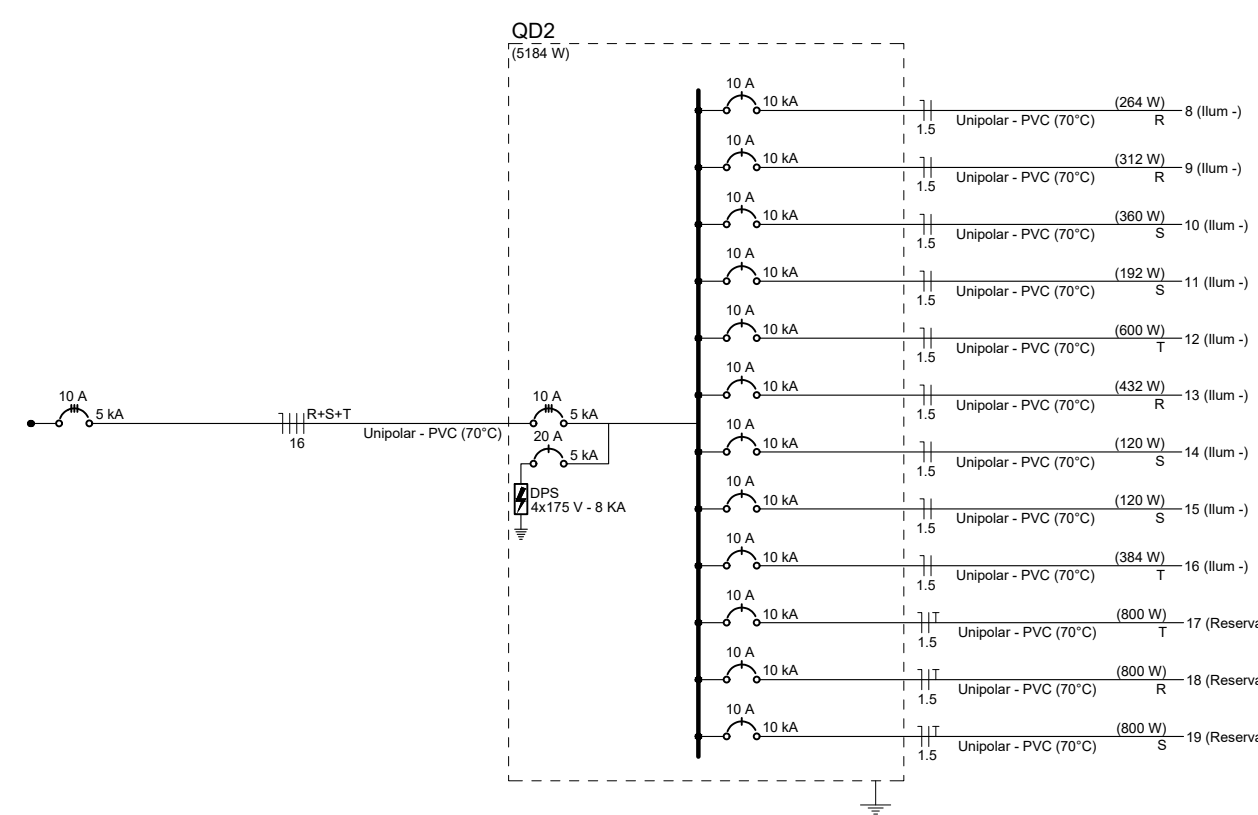 QD2
(5184 W)
10 A
10 kA
1.5
Unipolar - PVC (70°C)
(264 W)
R
8 (Ilum -)
10 A
10 kA
1.5
Unipolar - PVC (70°C)
(312 W)
R
9 (Ilum -)
10 A
10 kA
1.5
Unipolar - PVC (70°C)
(360 W)
S
10 (Ilum -)
10 A
10 kA
1.5
Unipolar - PVC (70°C)
(192 W)
S
11 (Ilum -)
10 A
10 kA
1.5
Unipolar - PVC (70°C)
(600 W)
T
12 (Ilum -)
10 A
10 kA
1.5
Unipolar - PVC (70°C)
(432 W)
R
13 (Ilum -)
10 A
5 kA
R+S+T
16
Unipolar - PVC (70°C)
10 A
5 kA
20 A
5 kA
DPS
4x175 V - 8 KA
10 A
10 kA
1.5
Unipolar - PVC (70°C)
(120 W)
S
14 (Ilum -)
10 A
10 kA
1.5
Unipolar - PVC (70°C)
(120 W)
S
15 (Ilum -)
10 A
10 kA
1.5
Unipolar - PVC (70°C)
(384 W)
T
16 (Ilum -)
10 A
10 kA
T
1.5
Unipolar - PVC (70°C)
(800 W)
T
17 (Reserva
10 A
10 kA
T
1.5
Unipolar - PVC (70°C)
(800 W)
R
18 (Reserva
10 A
10 kA
T
1.5
Unipolar - PVC (70°C)
(800 W)
S
19 (Reserva